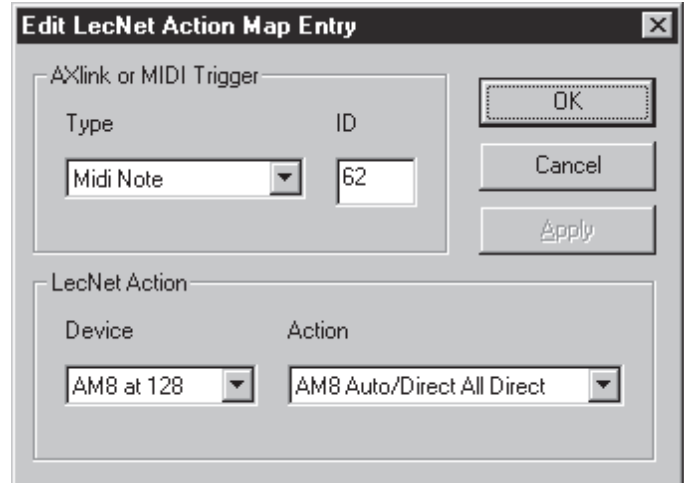 Edit LecNet Action Map Entry
AXlink or MIDI Trigger
Type ID
Midi Note 62
OK
Cancel
Apply
LecNet Action
Device Action
AM8 at 128 AM8 Auto/Direct All Direct